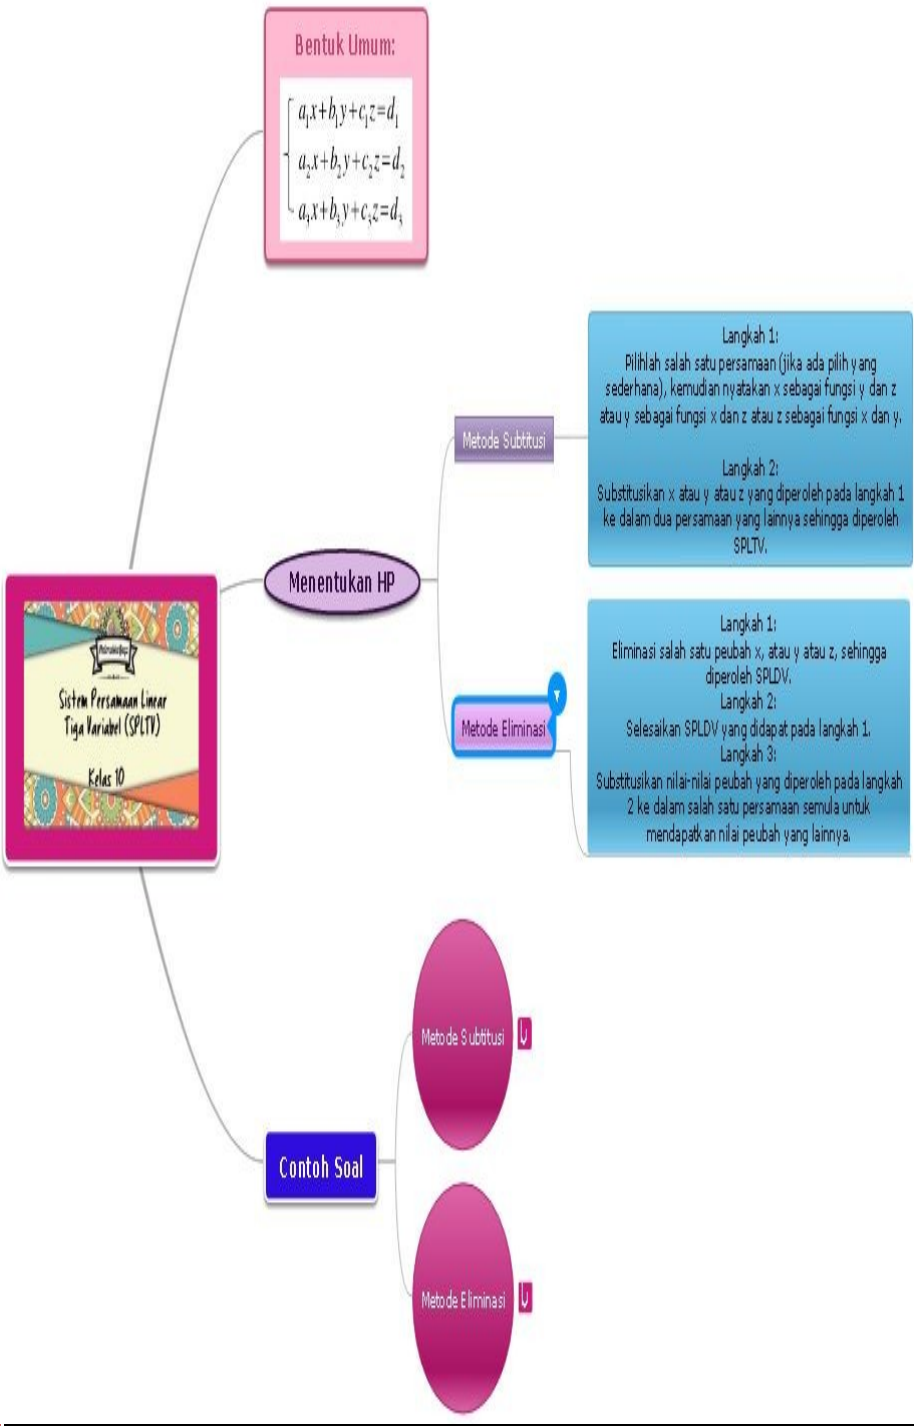 Bentuk Umum:
a₁x+b₁y+c₁z=d₁
a₂x+b₂y+c₂z=d₂
a₃x+b₃y+c₃z=d₃
Langkah 1:
Pilihlah salah satu persamaan (jika ada pilih yang
sederhana), kemudian nyatakan x sebagai fungsi y dan z
atau y sebagai fungsi x dan z atau z sebagai fungsi x dan y.
Langkah 2:
Substitusikan x atau y atau z yang diperoleh pada langkah 1
ke dalam dua persamaan yang lainnya sehingga diperoleh
SPLTV.
Metode Subtitusi
Menentukan HP
Sistem Persamaan Linear
Tiga Variabel (SPLTV)
Kelas 10
Metode Eliminasi
Langkah 1:
Eliminasi salah satu peubah x, atau y atau z, sehingga
diperoleh SPLDV.
Langkah 2:
Selesaikan SPLDV yang didapat pada langkah 1.
Langkah 3:
Substitusikan nilai-nilai peubah yang diperoleh pada langkah
2 ke dalam salah satu persamaan semula untuk
mendapatkan nilai peubah yang lainnya.
Metode Subtitusi
Contoh Soal
Metode Eliminasi